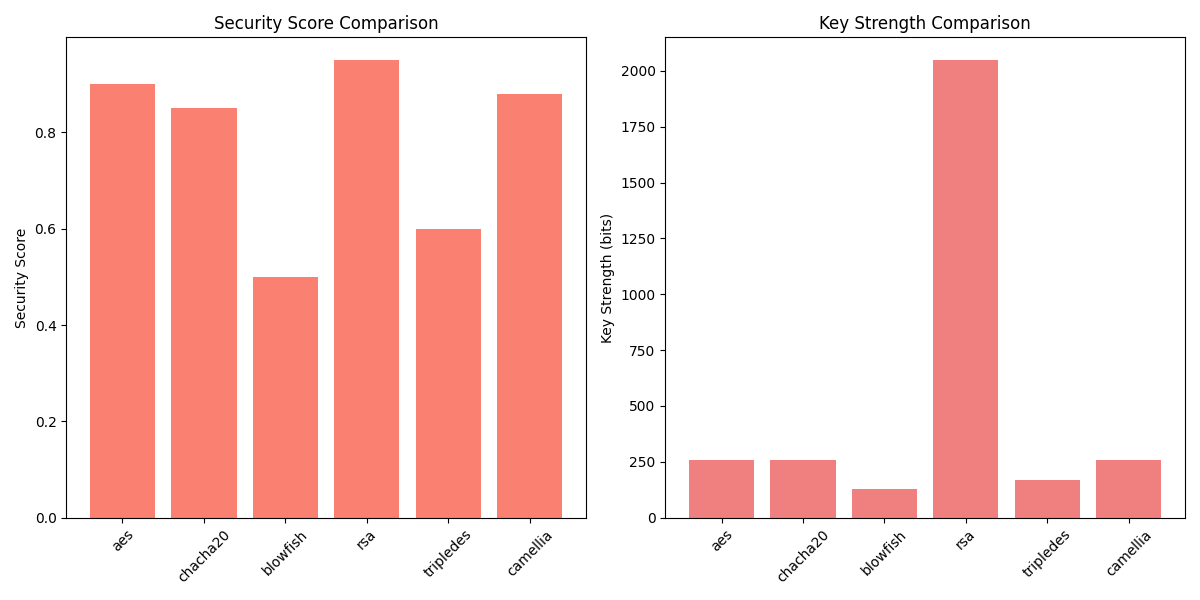 Security Score Comparison
Security Score
0.8
0.6
0.4
0.2
0.0
aes
chacha20
blowfish
rsa
tripledes
camellia
Key Strength Comparison
Key Strength (bits)
2000
1750
1500
1250
1000
750
500
250
0
aes
chacha20
blowfish
rsa
tripledes
camellia